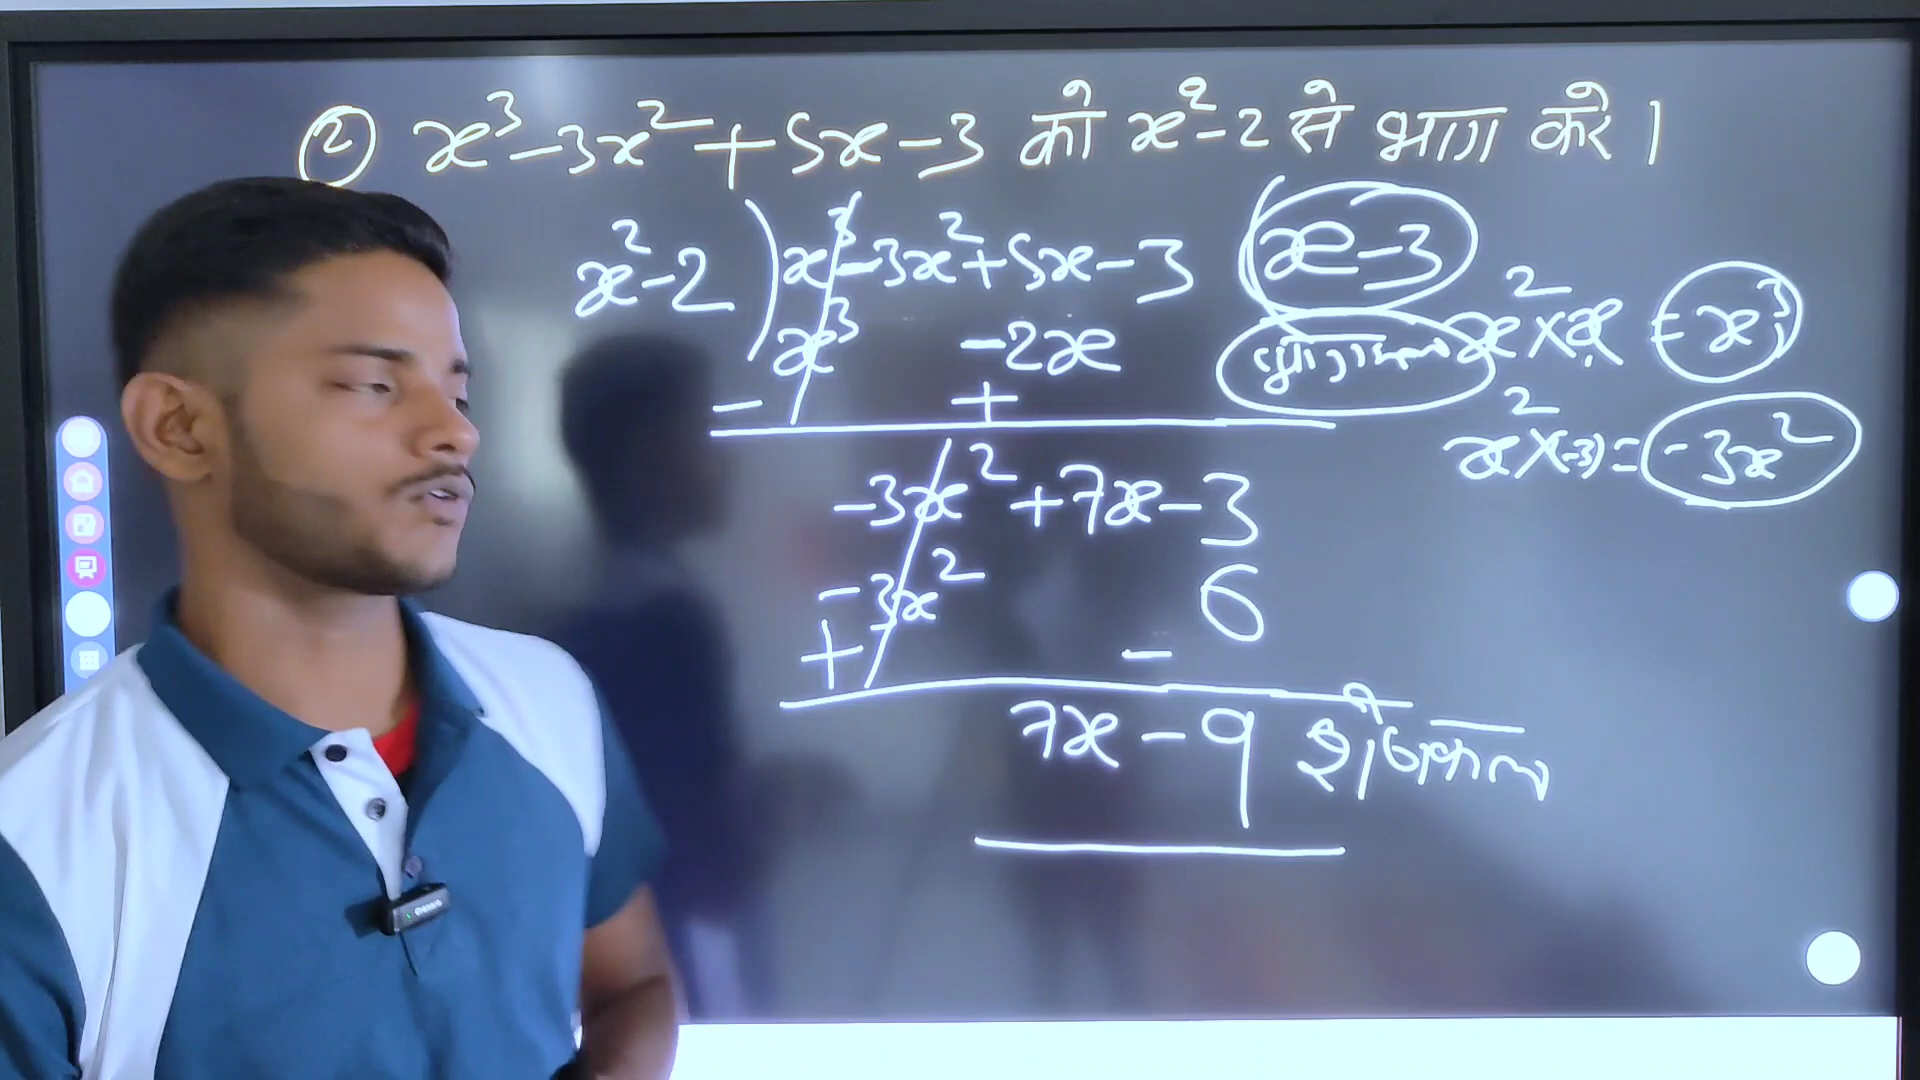 ② x³-3x²+5x-3 को x²-2 से भाग करे।
x²-2 ) x³-3x²+5x-3 ( x-3
x³ -2x
- +
-3x²+7x-3
-3x² 6
+ -
7x-9 शेषफल
x²×x = x³
x²×(-3) = -3x²